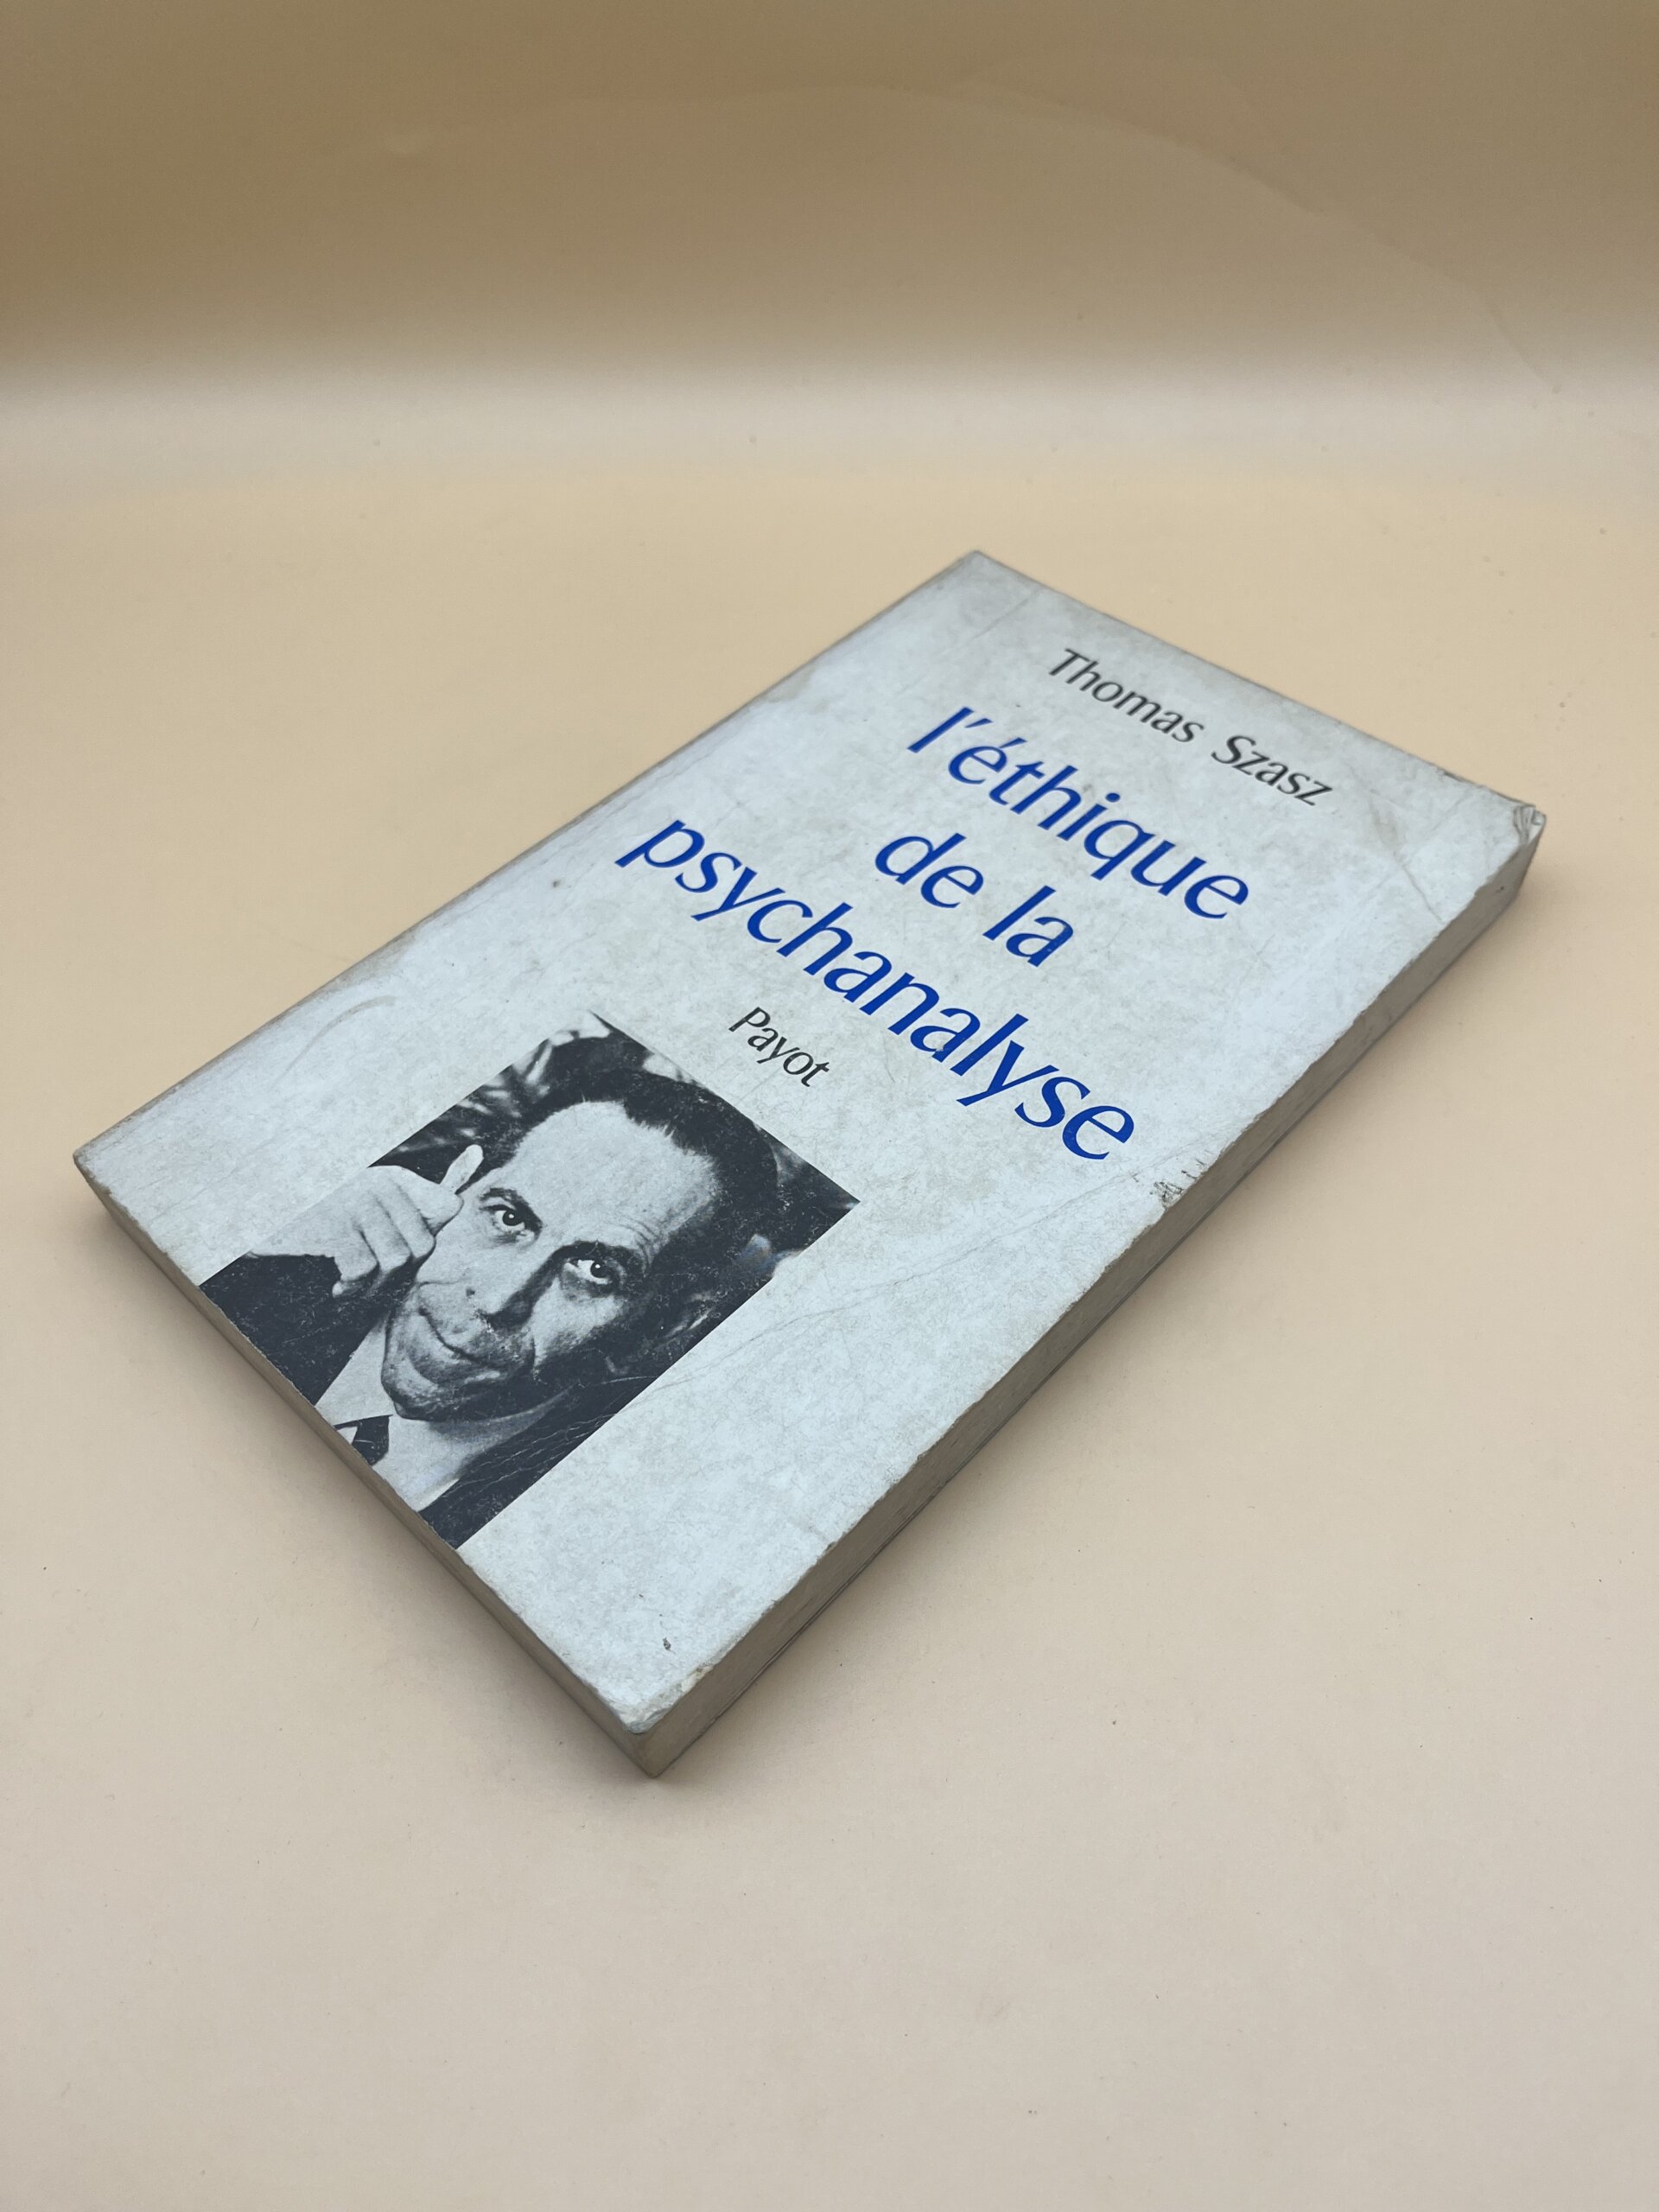 Thomas Szasz
l'éthique
de la
psychanalyse
Payot